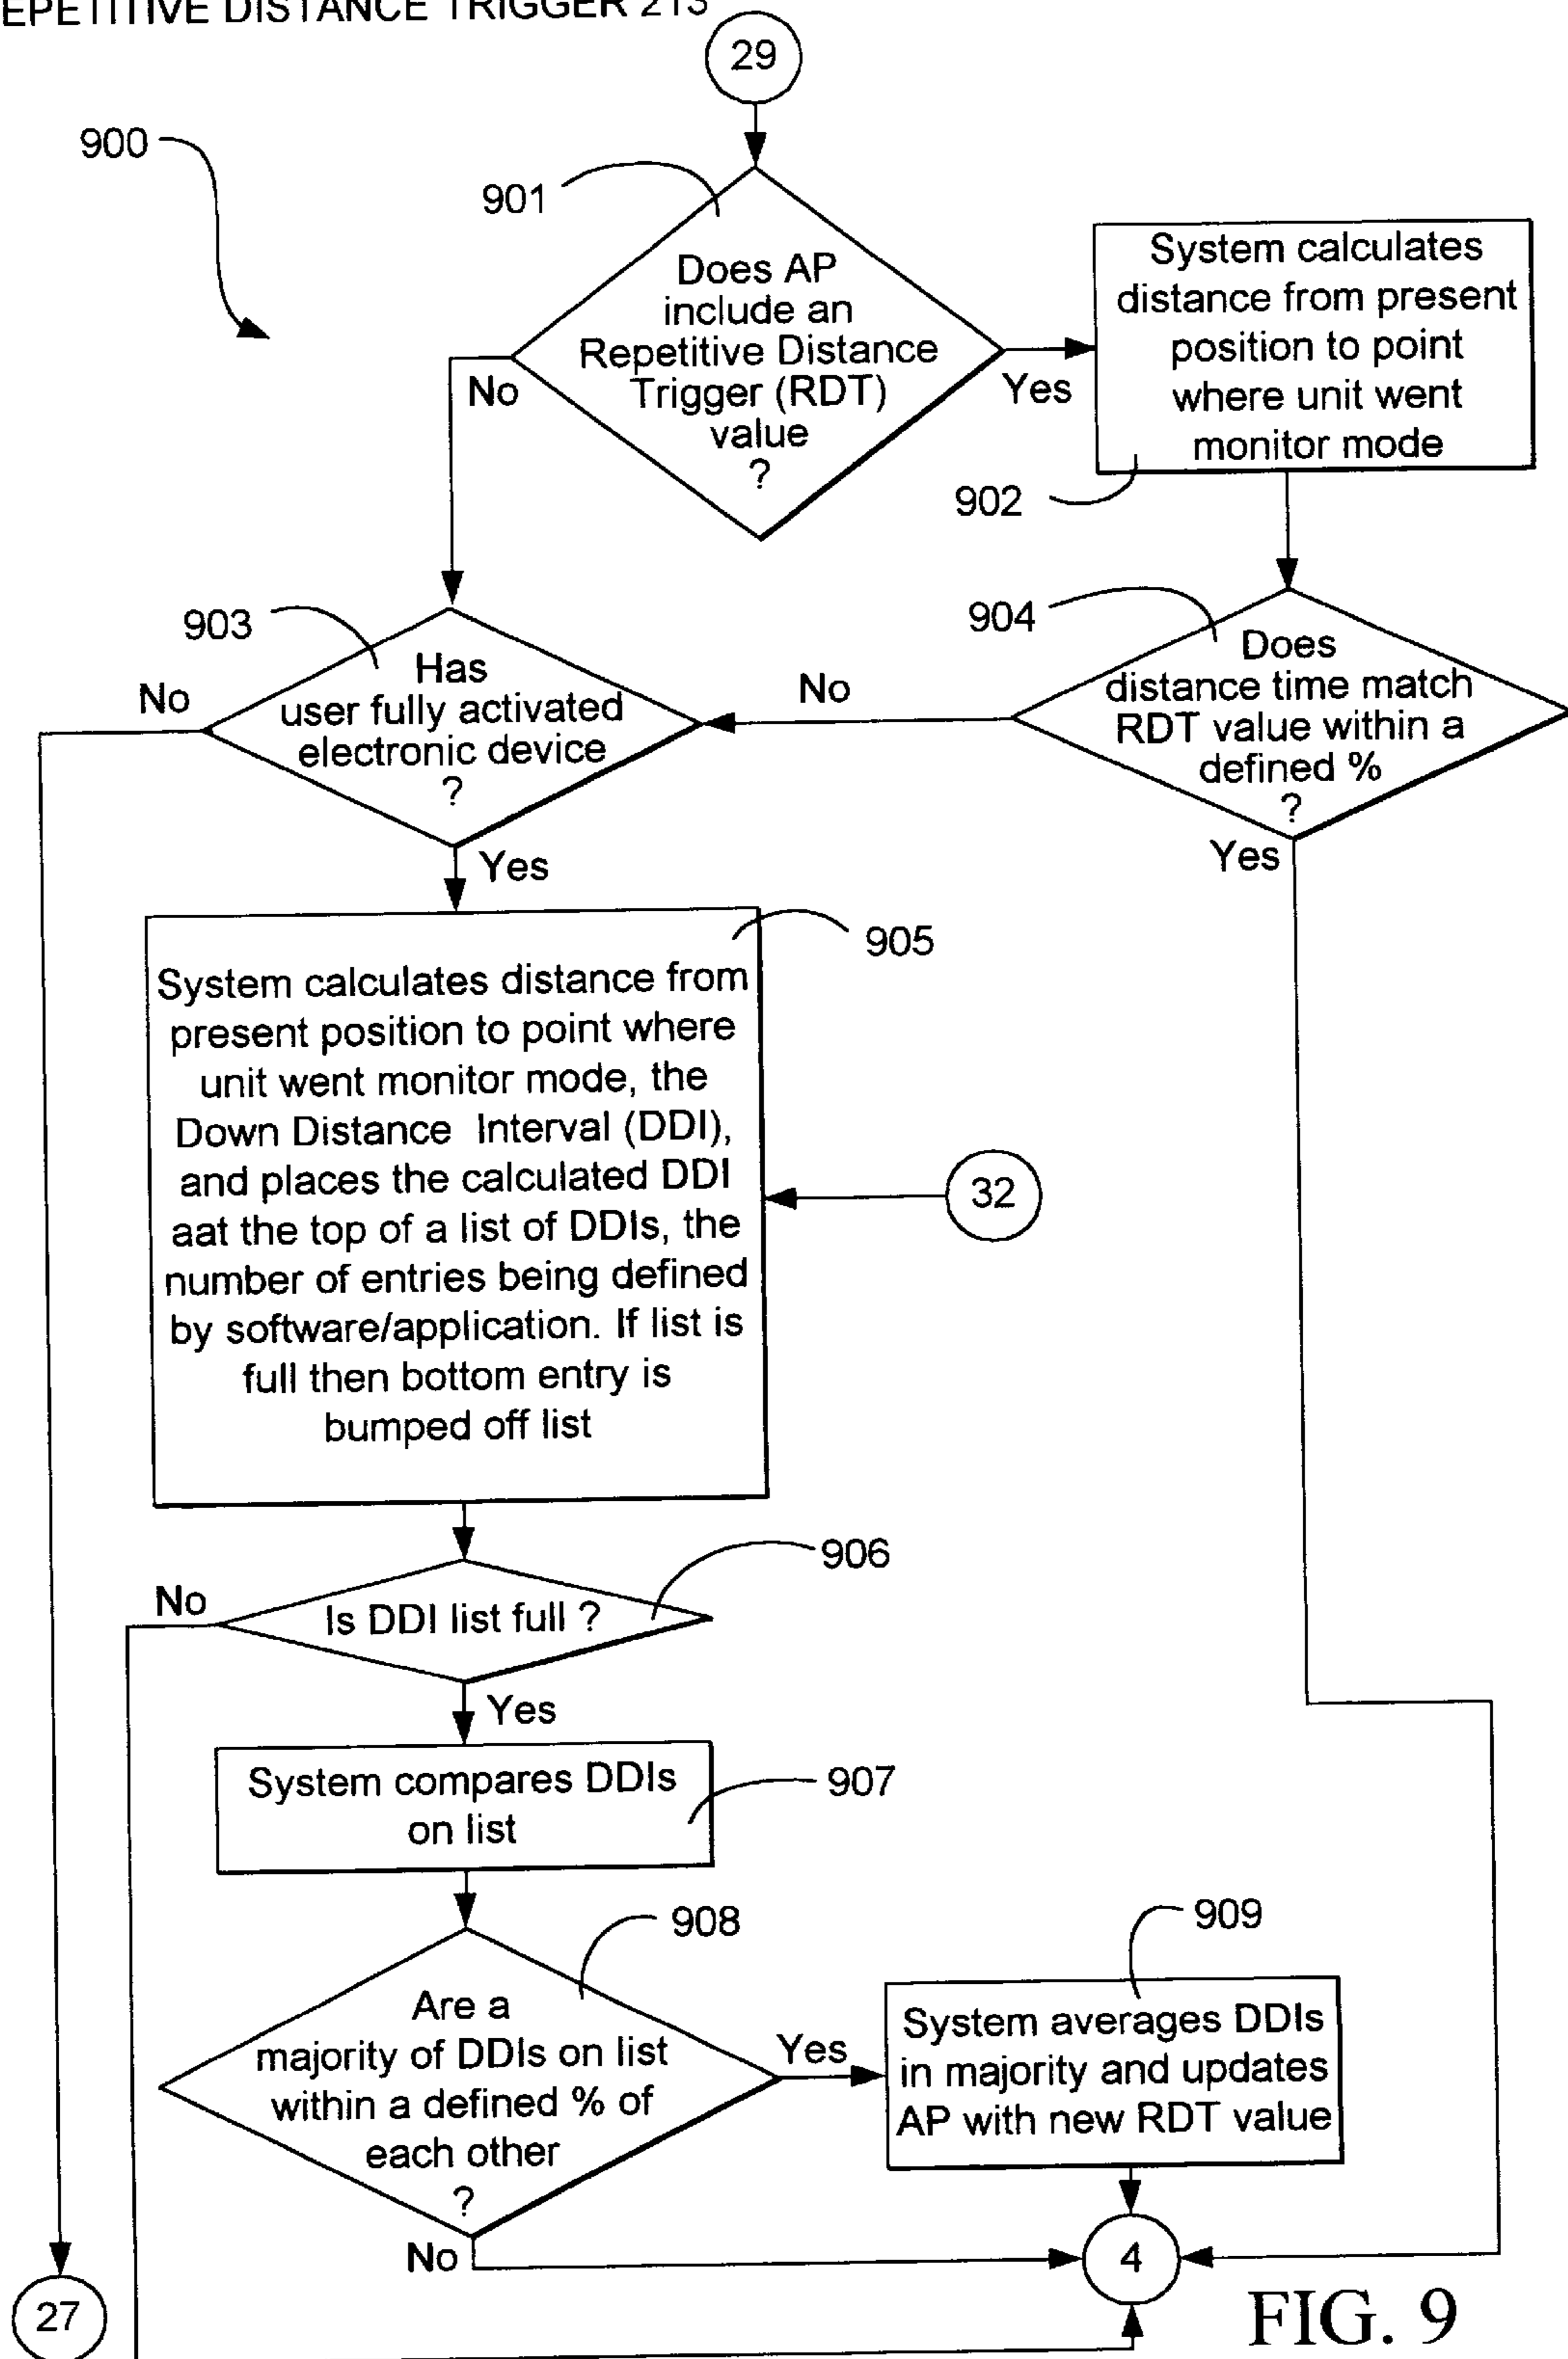 EPETITIVE DISTANCE TRIGGER 213
29
900
901
Does AP
include an
Repetitive Distance
Trigger (RDT)
value
?
No
Yes
System calculates
distance from present
position to point
where unit went
monitor mode
902
903
Has
user fully activated
electronic device
?
No
Yes
No
904
Does
distance time match
RDT value within a
defined %
?
Yes
905
System calculates distance from
present position to point where
unit went monitor mode, the
Down Distance Interval (DDI),
and places the calculated DDI
aat the top of a list of DDIs, the
number of entries being defined
by software/application. If list is
full then bottom entry is
bumped off list
32
906
Is DDI list full ?
No
Yes
System compares DDIs
on list
907
908
Are a
majority of DDIs on list
within a defined % of
each other
?
Yes
No
909
System averages DDIs
in majority and updates
AP with new RDT value
4
27
FIG. 9